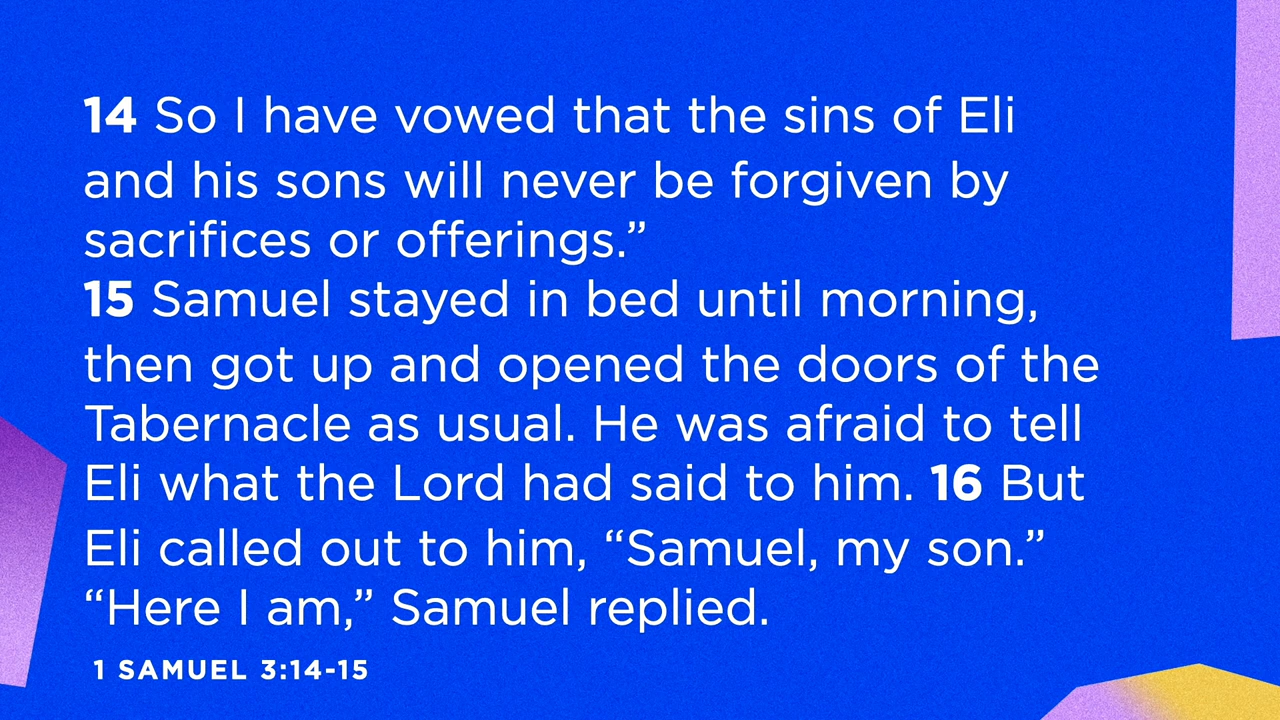 14 So I have vowed that the sins of Eli
and his sons will never be forgiven by
sacrifices or offerings.”
15 Samuel stayed in bed until morning,
then got up and opened the doors of the
Tabernacle as usual. He was afraid to tell
Eli what the Lord had said to him. 16 But
Eli called out to him, “Samuel, my son.”
“Here I am,” Samuel replied.
1 SAMUEL 3:14-15